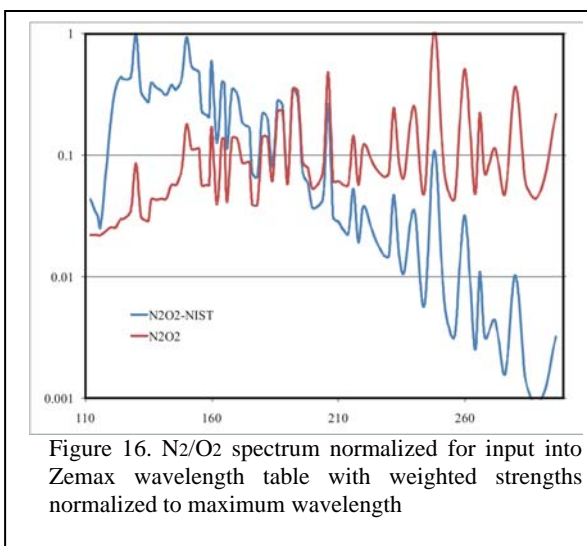 1
0.1
0.01
0.001
N2O2-NIST
N2O2
110 160 210 260
Figure 16. N2/O2 spectrum normalized for input into
Zemax wavelength table with weighted strengths
normalized to maximum wavelength